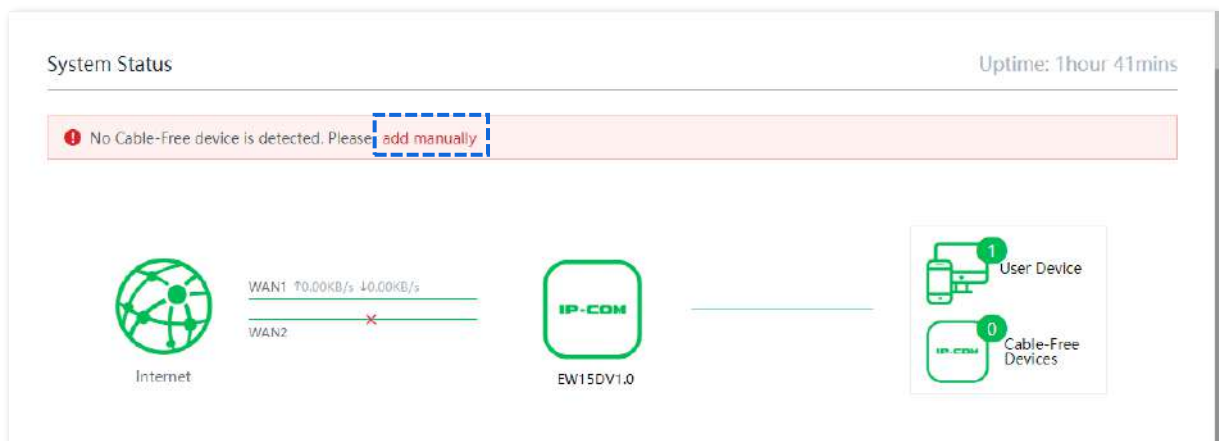 System Status
Uptime: 1hour 41mins
No Cable-Free device is detected. Please add manually
WAN1 ↑0.00KB/s ↓0.00KB/s
WAN2
Internet
IP-COM
EW15DV1.0
1
User Device
0
IP-COM
Cable-Free
Devices